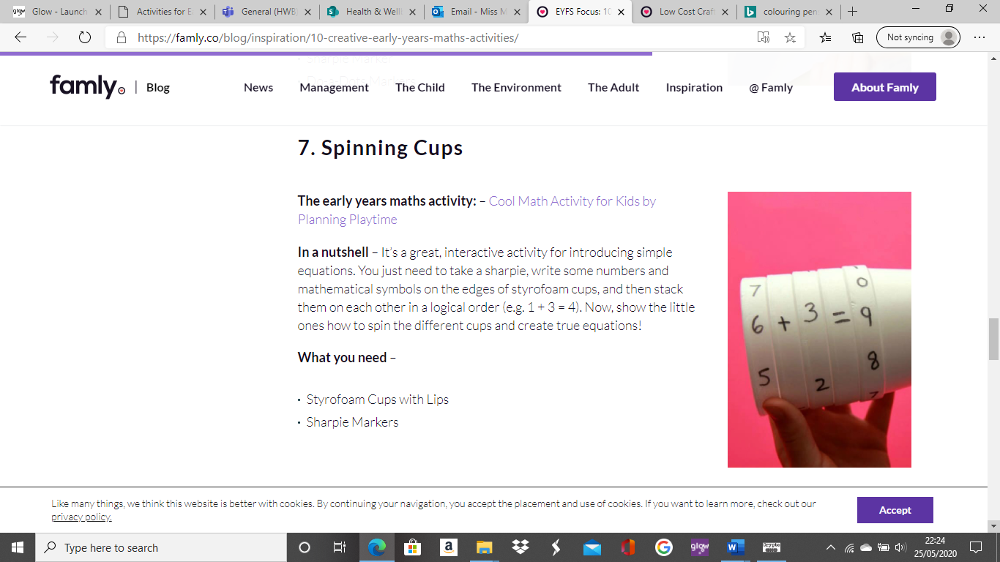 Glow - Launch
Activities for E
General (HWB
Health & Well
Email - Miss M
EYFS Focus: 10
Low Cost Craf
colouring pen
https://famly.co/blog/inspiration/10-creative-early-years-maths-activities/
Not syncing
famly. | Blog
News
Management
The Child
The Environment
The Adult
Inspiration
@ Famly
About Famly
7. Spinning Cups
The early years maths activity: – Cool Math Activity for Kids by
Planning Playtime
In a nutshell – It's a great, interactive activity for introducing simple
equations. You just need to take a sharpie, write some numbers and
mathematical symbols on the edges of styrofoam cups, and then stack
them on each other in a logical order (e.g. 1 + 3 = 4). Now, show the little
ones how to spin the different cups and create true equations!
What you need –
• Styrofoam Cups with Lips
• Sharpie Markers
7 0
6 + 3 = 9
8
5 2
7
Like many things, we think this website is better with cookies. By continuing your navigation, you accept the placement and use of cookies. If you want to learn more, check out our
privacy policy.
Accept
Type here to search
glow
22:24
25/05/2020